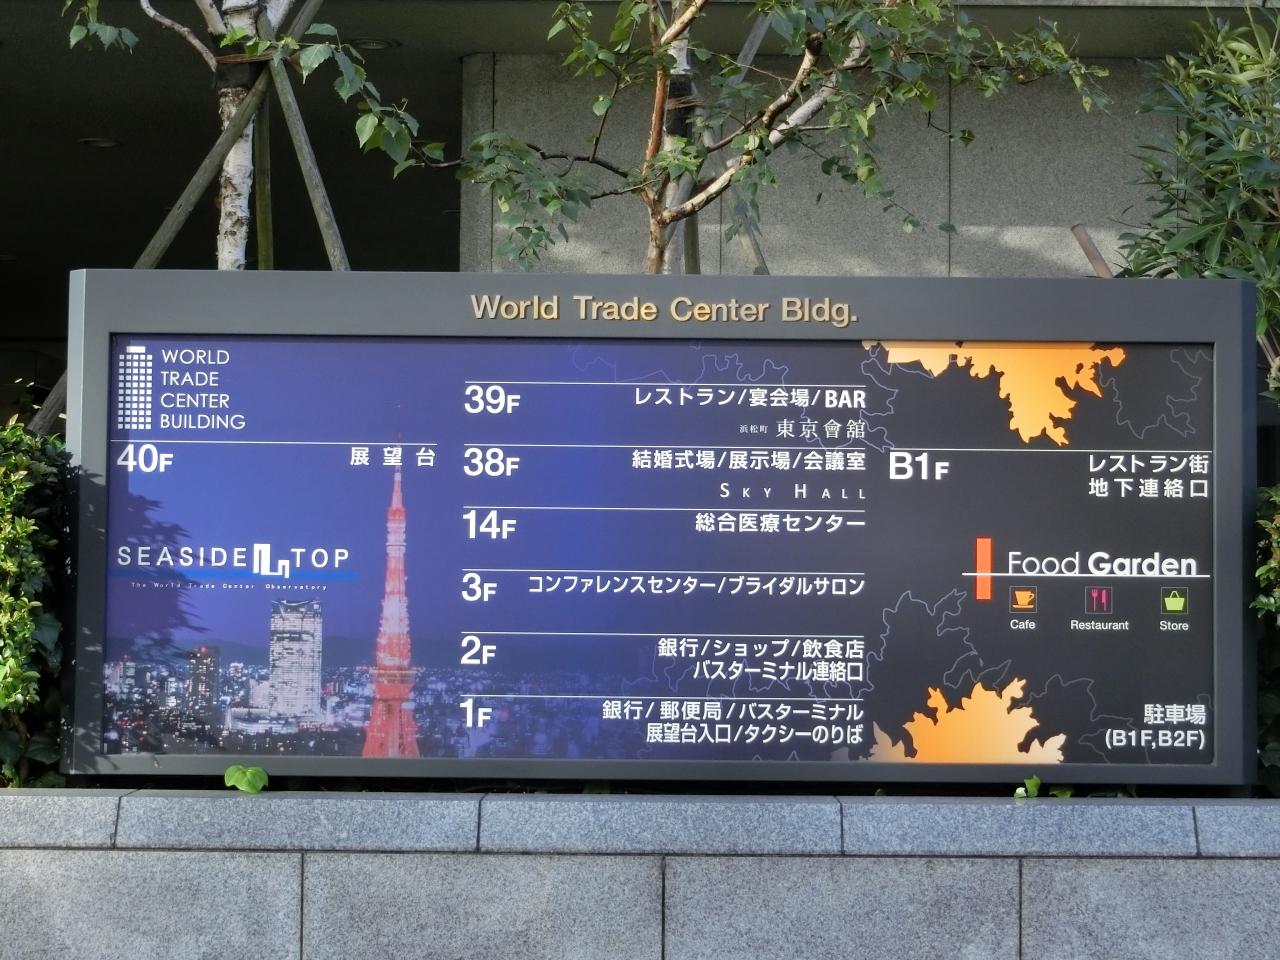 World Trade Center Bldg.
WORLD
TRADE
CENTER
BUILDING
40F 展望台
SEASIDE TOP
The World Trade Center Observatory
39F レストラン/宴会場/BAR
浜松町 東京會舘
38F 結婚式場/展示場/会議室
SKY HALL
14F 総合医療センター
3F コンファレンスセンター/ブライダルサロン
2F 銀行/ショップ/飲食店
バスターミナル連絡口
1F 銀行/郵便局/バスターミナル
展望台入口/タクシーのりば
B1F レストラン街
地下連絡口
Food Garden
Cafe Restaurant Store
駐車場
(B1F,B2F)